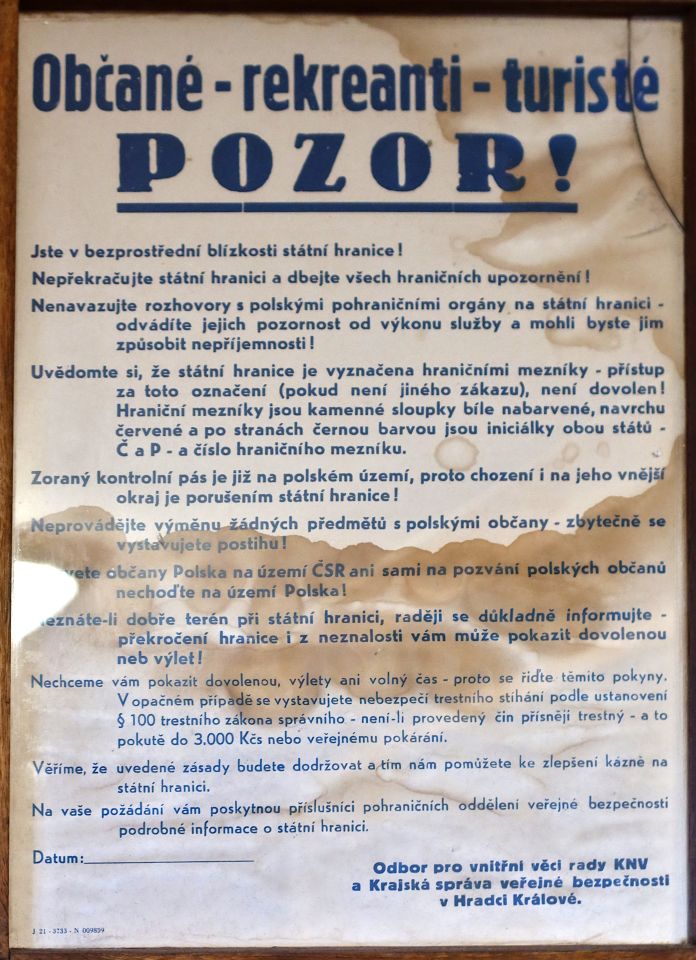 Občané - rekreanti - turisté
POZOR!
Jste v bezprostřední blízkosti státní hranice!
Nepřekračujte státní hranici a dbejte všech hraničních upozornění!
Nenavazujte rozhovory s polskými pohraničními orgány na státní hranici -
odvádíte jejich pozornost od výkonu služby a mohli byste jim
způsobit nepříjemnosti!
Uvědomte si, že státní hranice je vyznačena hraničními mezníky - přístup
za toto označení (pokud není jiného zákazu), není dovolen!
Hraniční mezníky jsou kamenné sloupky bíle nabarvené, navrchu
červené a po stranách černou barvou jsou iniciálky obou států -
Č a P - a číslo hraničního mezníku.
Zoraný kontrolní pás je již na polském území, proto chození i na jeho vnější
okraj je porušením státní hranice!
Neprovádějte výměnu žádných předmětů s polskými občany - zbytečně se
vystavujete postihu!
občany Polska na území ČSR ani sami na pozvání polských občanů
nechoďte na území Polska!
Neznáte-li dobře terén při státní hranici, raději se důkladně informujte -
překročení hranice i z neznalosti vám může pokazit dovolenou
neb výlet!
Nechceme vám pokazit dovolenou, výlety ani volný čas - proto se řiďte těmito pokyny.
V opačném případě se vystavujete nebezpečí trestního stíhání podle ustanovení
§ 100 trestního zákona správního - není-li provedený čin přísněji trestný - a to
pokutě do 3.000 Kčs nebo veřejnému pokárání.
Věříme, že uvedené zásady budete dodržovat a tím nám pomůžete ke zlepšení kázně na
státní hranici.
Na vaše požádání vám poskytnou příslušníci pohraničních oddělení veřejné bezpečnosti
podrobné informace o státní hranici.
Datum:
Odbor pro vnitřní věci rady KNV
a Krajská správa veřejné bezpečnosti
v Hradci Králové.
J 21 - 3733 - N 009899